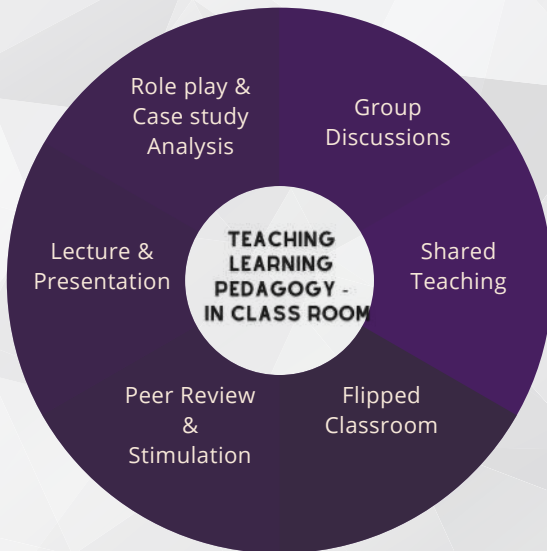 Role play &
Case study
Analysis
Group
Discussions
Lecture &
Presentation
TEACHING
LEARNING
PEDAGOGY -
IN CLASS ROOM
Shared
Teaching
Peer Review
&
Stimulation
Flipped
Classroom